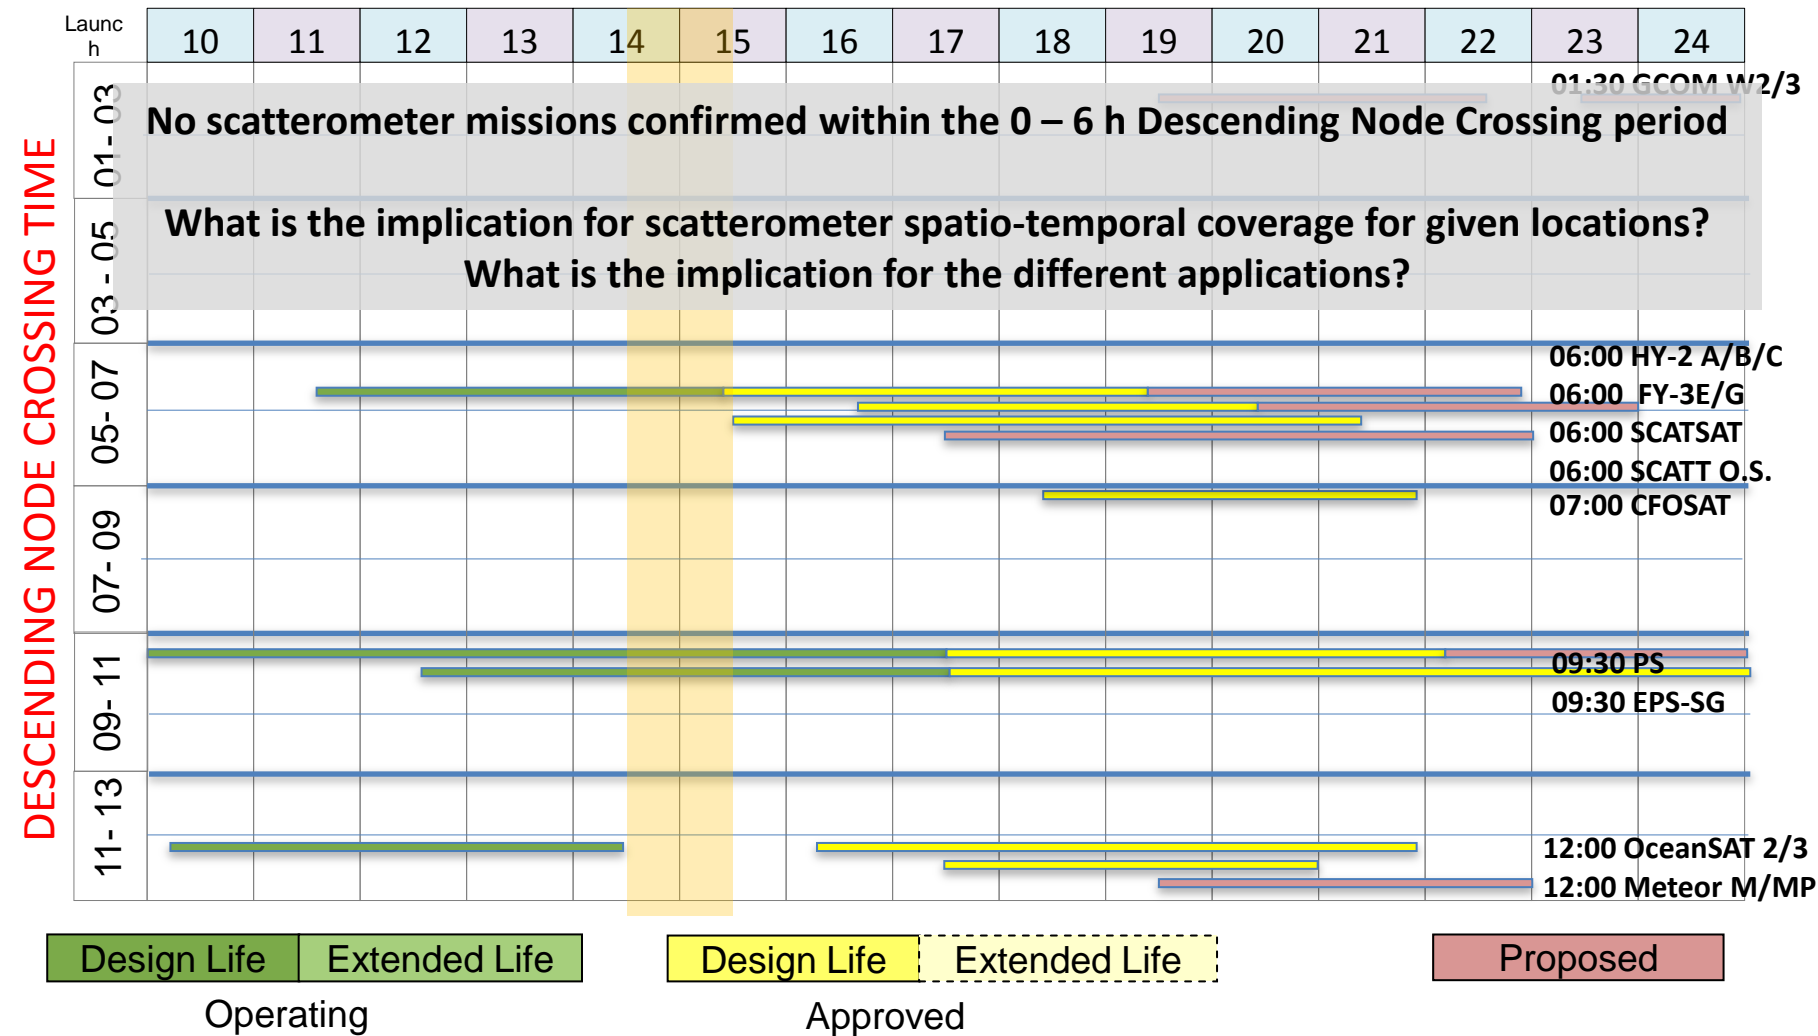 Launc
h
10 11 12 13 14 15 16 17 18 19 20 21 22 23 24
DESCENDING NODE CROSSING TIME
01- 03
03 - 05
05- 07
07- 09
09- 11
11- 13
01:30 GCOM W2/3
No scatterometer missions confirmed within the 0 – 6 h Descending Node Crossing period
What is the implication for scatterometer spatio-temporal coverage for given locations?
What is the implication for the different applications?
06:00 HY-2 A/B/C
06:00 FY-3E/G
06:00 SCATSAT
06:00 SCATT O.S.
07:00 CFOSAT
09:30 PS
09:30 EPS-SG
12:00 OceanSAT 2/3
12:00 Meteor M/MP
Design Life Extended Life Design Life Extended Life Proposed
Operating Approved